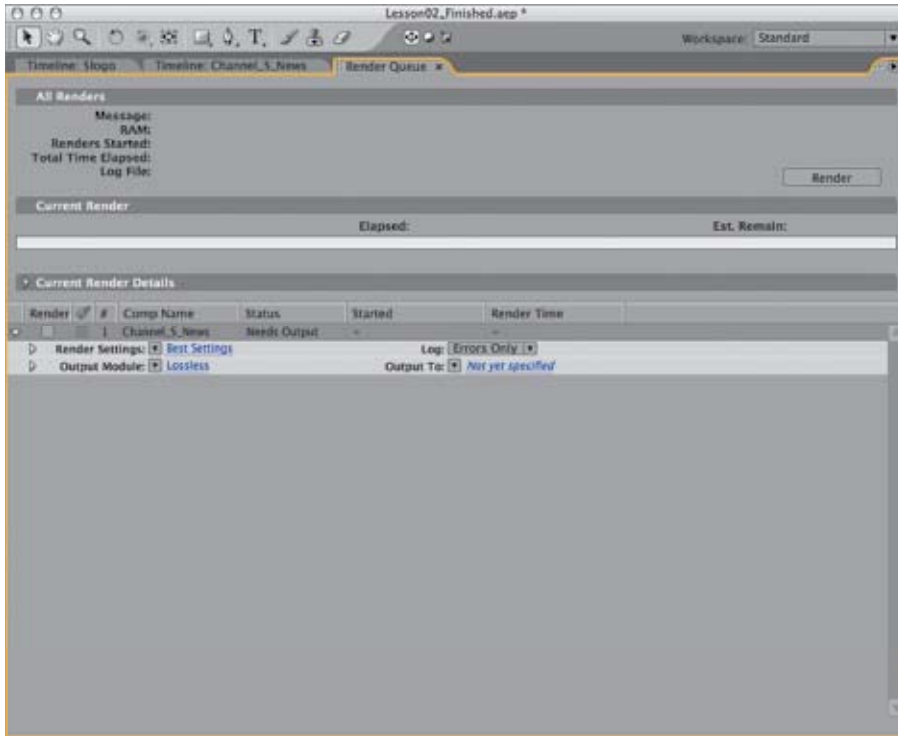 Lesson02_Finished.aep *
Workspace: Standard
Timeline: Slogo Timeline: Channel_S_News Render Queue ×
All Renders
Message:
RAM:
Renders Started:
Total Time Elapsed:
Log File:
Render
Current Render
Elapsed: Est. Remain:
Current Render Details
Render # Comp Name Status Started Render Time
1 Channel_S_News Needs Output - -
Render Settings: Best Settings Log: Errors Only
Output Module: Lossless Output To: Not yet specified